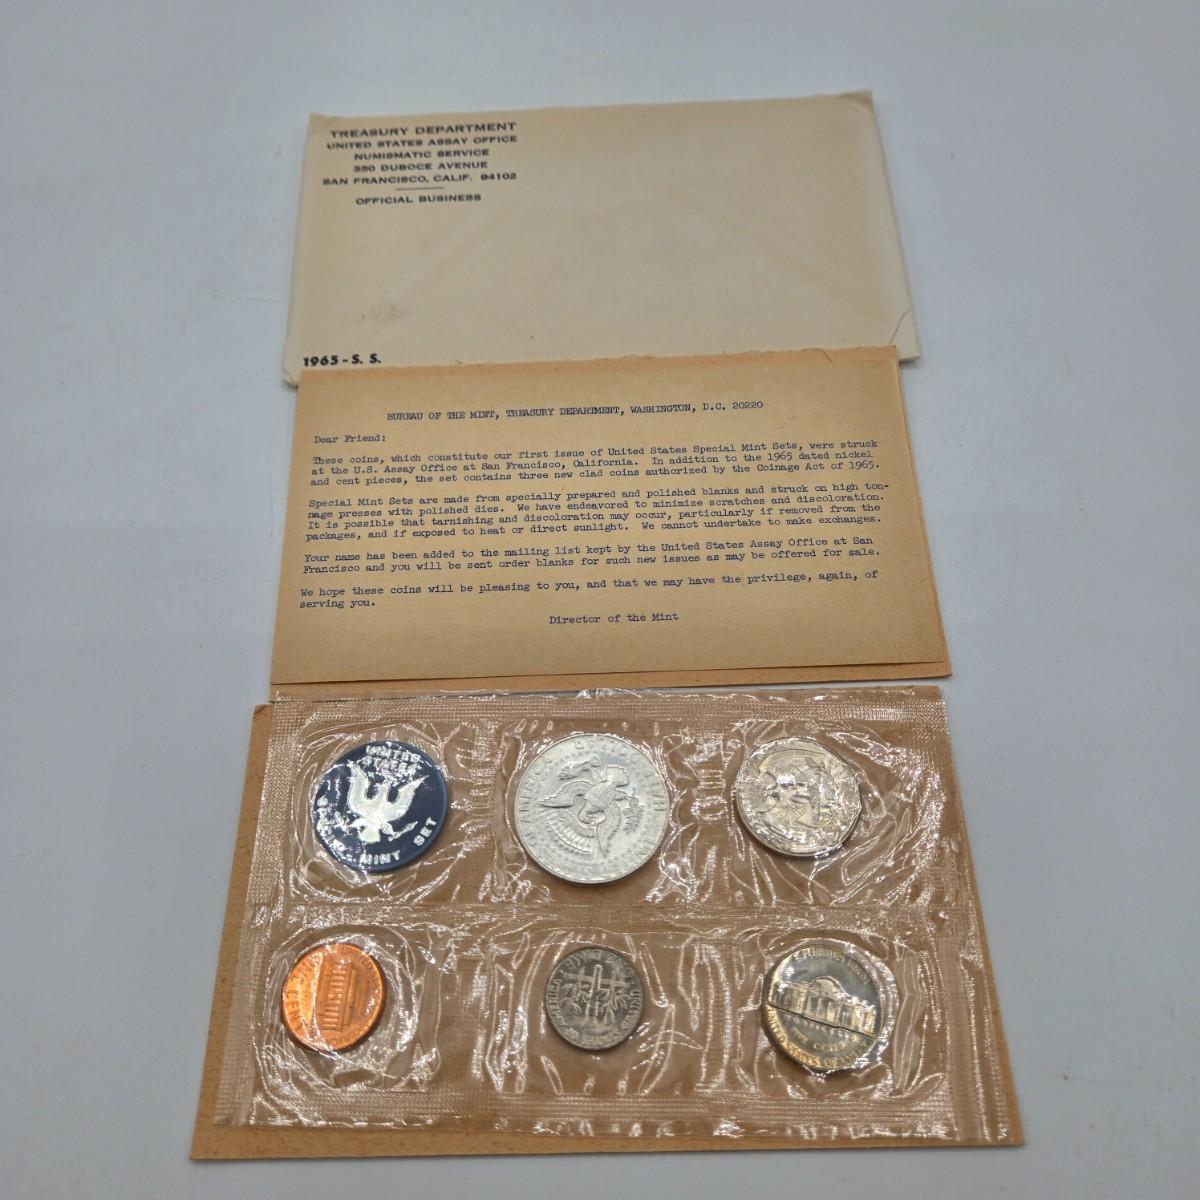 TREASURY DEPARTMENT
UNITED STATES ASSAY OFFICE
NUMISMATIC SERVICE
350 DUBOCE AVENUE
SAN FRANCISCO, CALIF. 94102
OFFICIAL BUSINESS
1965 - S. S.
BUREAU OF THE MINT, TREASURY DEPARTMENT, WASHINGTON, D.C. 20220
Dear Friend:
These coins, which constitute our first issue of United States Special Mint Sets, were struck
at the U.S. Assay Office at San Francisco, California. In addition to the 1965 dated nickel
and cent pieces, the set contains three new clad coins authorized by the Coinage Act of 1965.
Special Mint Sets are made from specially prepared and polished blanks and struck on high ton-
nage presses with polished dies. We have endeavored to minimize scratches and discoloration.
It is possible that tarnishing and discoloration may occur, particularly if removed from the
packages, and if exposed to heat or direct sunlight. We cannot undertake to make exchanges.
Your name has been added to the mailing list kept by the United States Assay Office at San
Francisco and you will be sent order blanks for such new issues as may be offered for sale.
We hope these coins will be pleasing to you, and that we may have the privilege, again, of
serving you.
Director of the Mint
UNITED
STATES
MINT SET